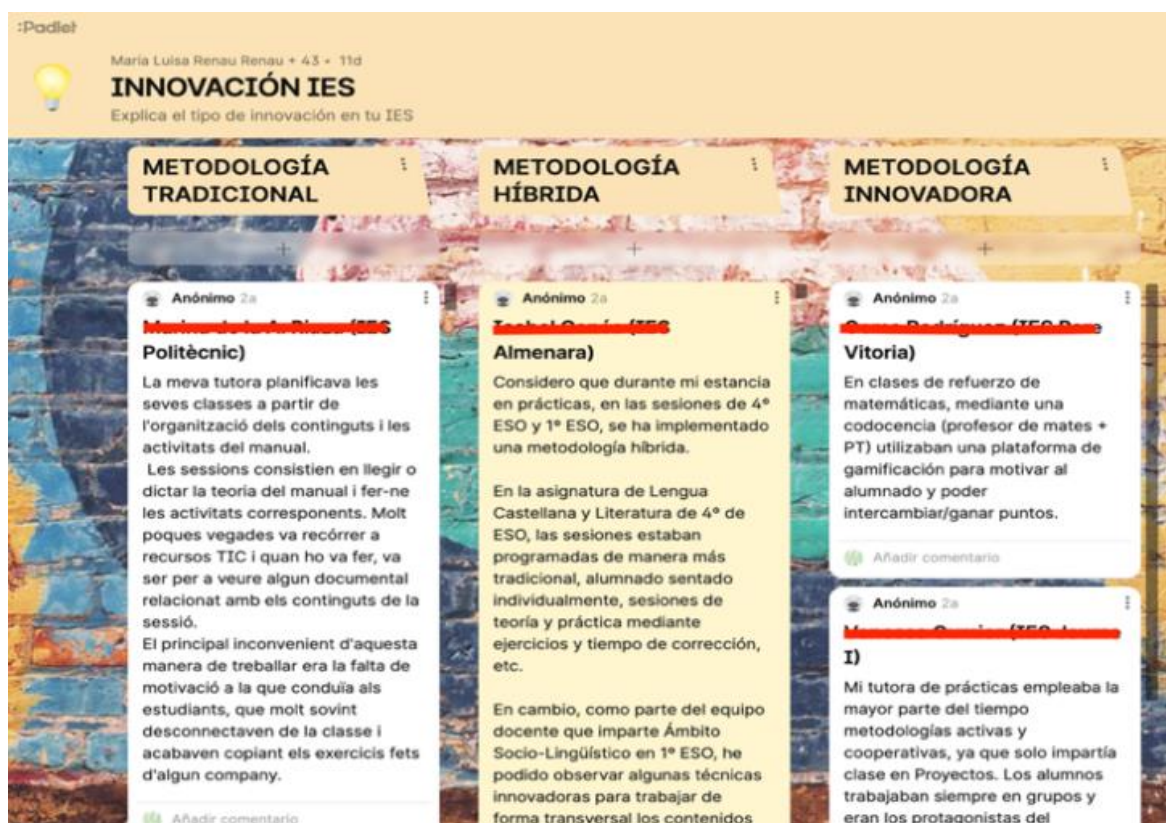 :Padlet
María Luisa Renau Renau + 43 • 11d
INNOVACIÓN IES
Explica el tipo de innovación en tu IES
METODOLOGÍA
TRADICIONAL
+
Anónimo 2a
Politècnic)
La meva tutora planificava les
seves classes a partir de
l'organització dels continguts i les
activitats del manual.
Les sessions consistien en llegir o
dictar la teoria del manual i fer-ne
les activitats corresponents. Molt
poques vegades va recórrer a
recursos TIC i quan ho va fer, va
ser per a veure algun documental
relacionat amb els continguts de la
sessió.
El principal inconvenient d'aquesta
manera de treballar era la falta de
motivació a la que conduïa als
estudiants, que molt sovint
desconnectaven de la classe i
acabaven copiant els exercicis fets
d'algun company.
Añadir comentario
METODOLOGÍA
HÍBRIDA
+
Anónimo 2a
Almenara)
Considero que durante mi estancia
en prácticas, en las sesiones de 4º
ESO y 1º ESO, se ha implementado
una metodología híbrida.
En la asignatura de Lengua
Castellana y Literatura de 4º de
ESO, las sesiones estaban
programadas de manera más
tradicional, alumnado sentado
individualmente, sesiones de
teoría y práctica mediante
ejercicios y tiempo de corrección,
etc.
En cambio, como parte del equipo
docente que imparte Ámbito
Socio-Lingüístico en 1º ESO, he
podido observar algunas técnicas
innovadoras para trabajar de
forma transversal los contenidos
METODOLOGÍA
INNOVADORA
+
Anónimo 2a
Vitoria)
En clases de refuerzo de
matemáticas, mediante una
codocencia (profesor de mates +
PT) utilizaban una plataforma de
gamificación para motivar al
alumnado y poder
intercambiar/ganar puntos.
Añadir comentario
Anónimo 2a
I)
Mi tutora de prácticas empleaba la
mayor parte del tiempo
metodologías activas y
cooperativas, ya que solo impartía
clase en Proyectos. Los alumnos
trabajaban siempre en grupos y
eran los protagonistas del